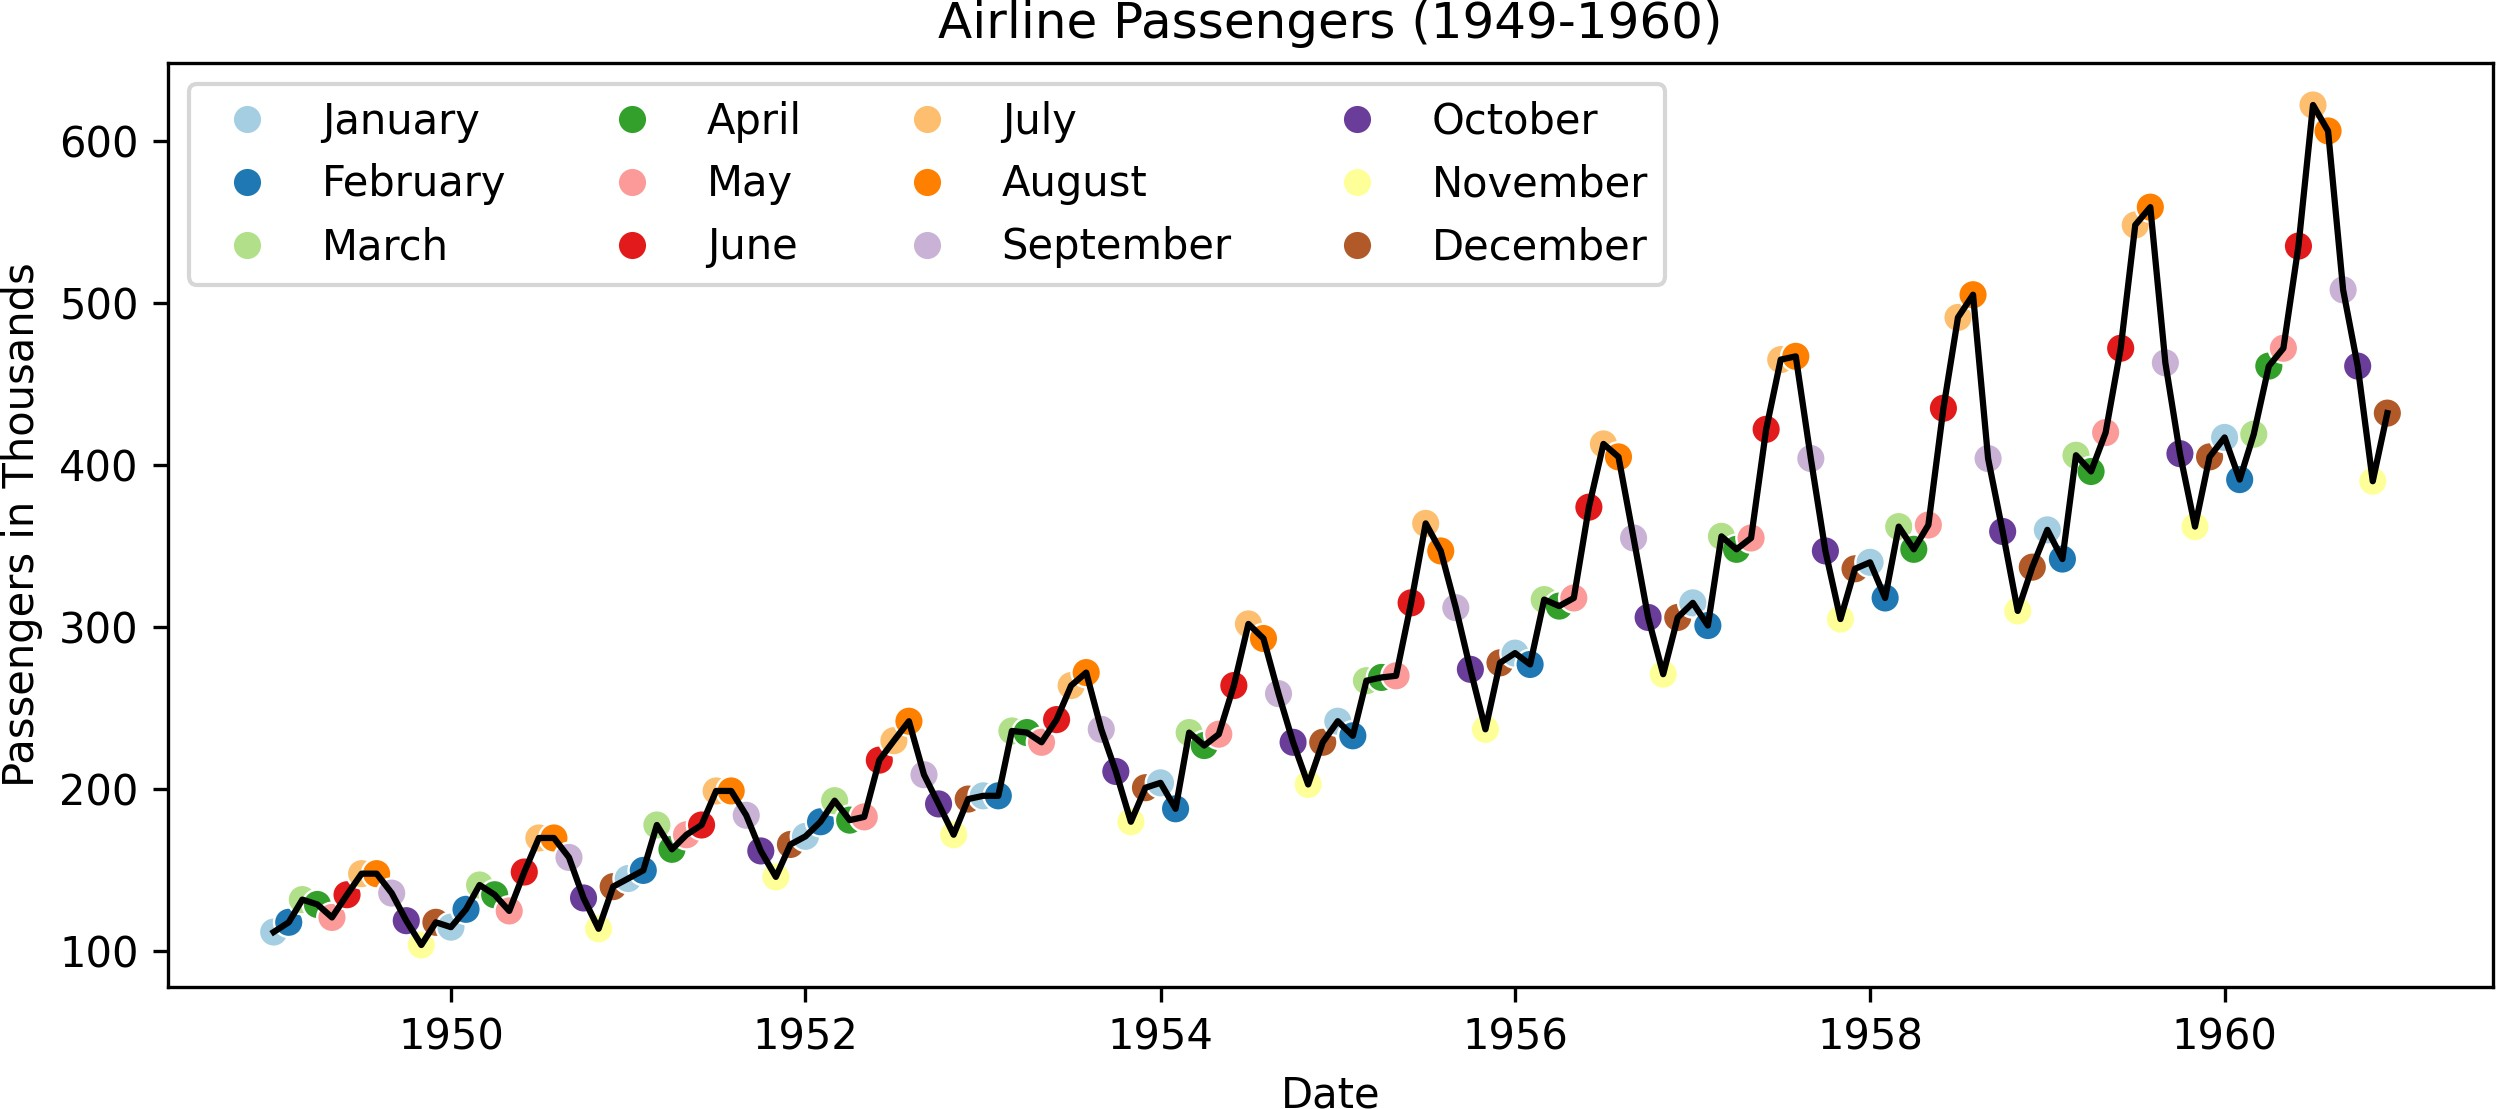 Airline Passengers (1949-1960)
January
February
March
April
May
June
July
August
September
October
November
December
Passengers in Thousands
600
500
400
300
200
100
1950
1952
1954
1956
1958
1960
Date